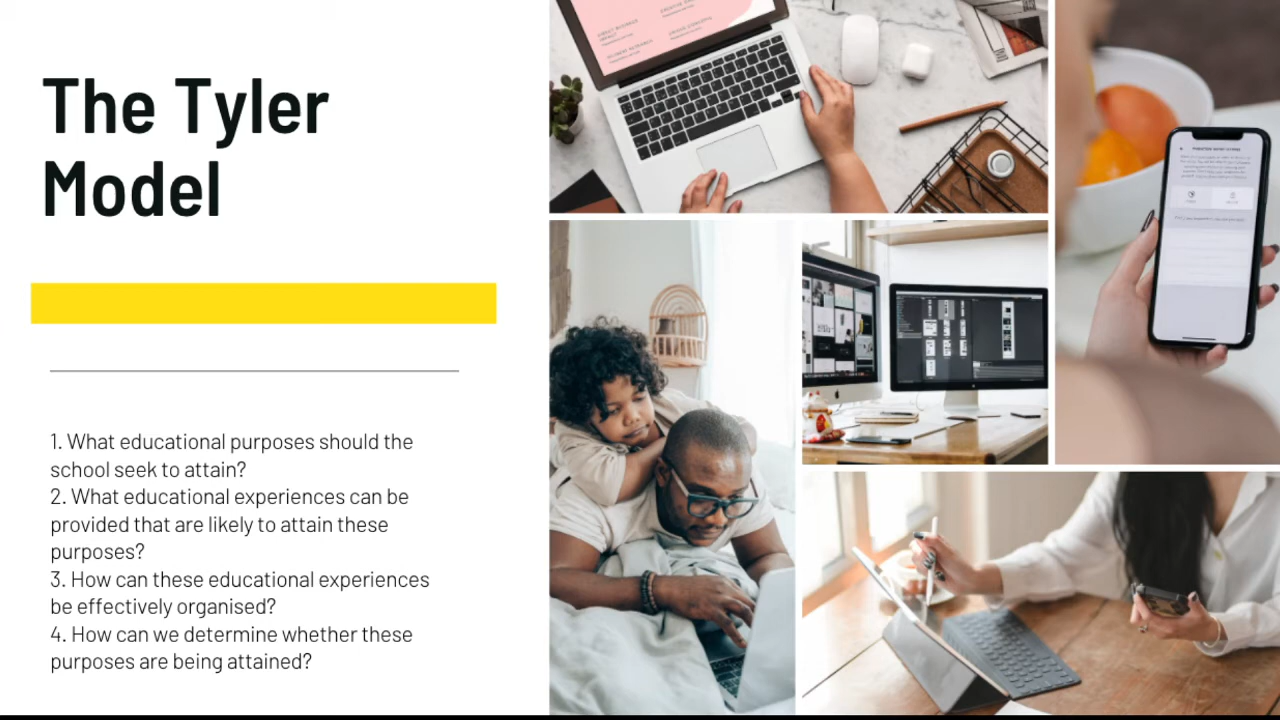 The Tyler
Model
1. What educational purposes should the
school seek to attain?
2. What educational experiences can be
provided that are likely to attain these
purposes?
3. How can these educational experiences
be effectively organised?
4. How can we determine whether these
purposes are being attained?